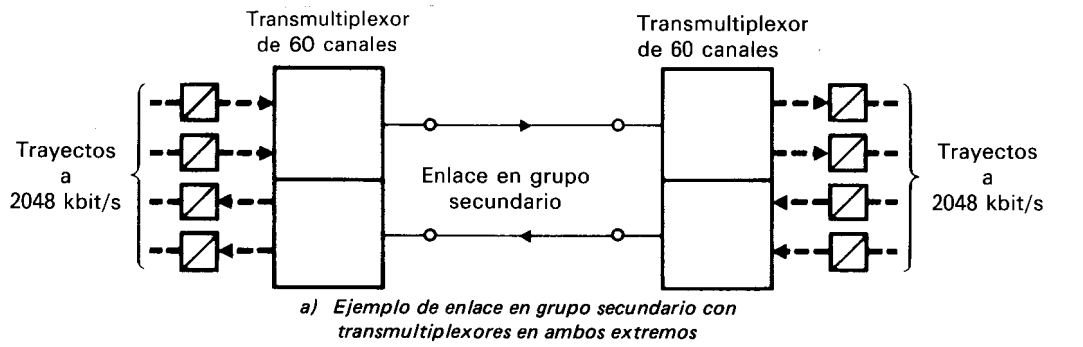 Transmultiplexor
de 60 canales
Transmultiplexor
de 60 canales
Trayectos
a
2048 kbit/s
Enlace en grupo
secundario
Trayectos
a
2048 kbit/s
a) Ejemplo de enlace en grupo secundario con
transmultiplexores en ambos extremos